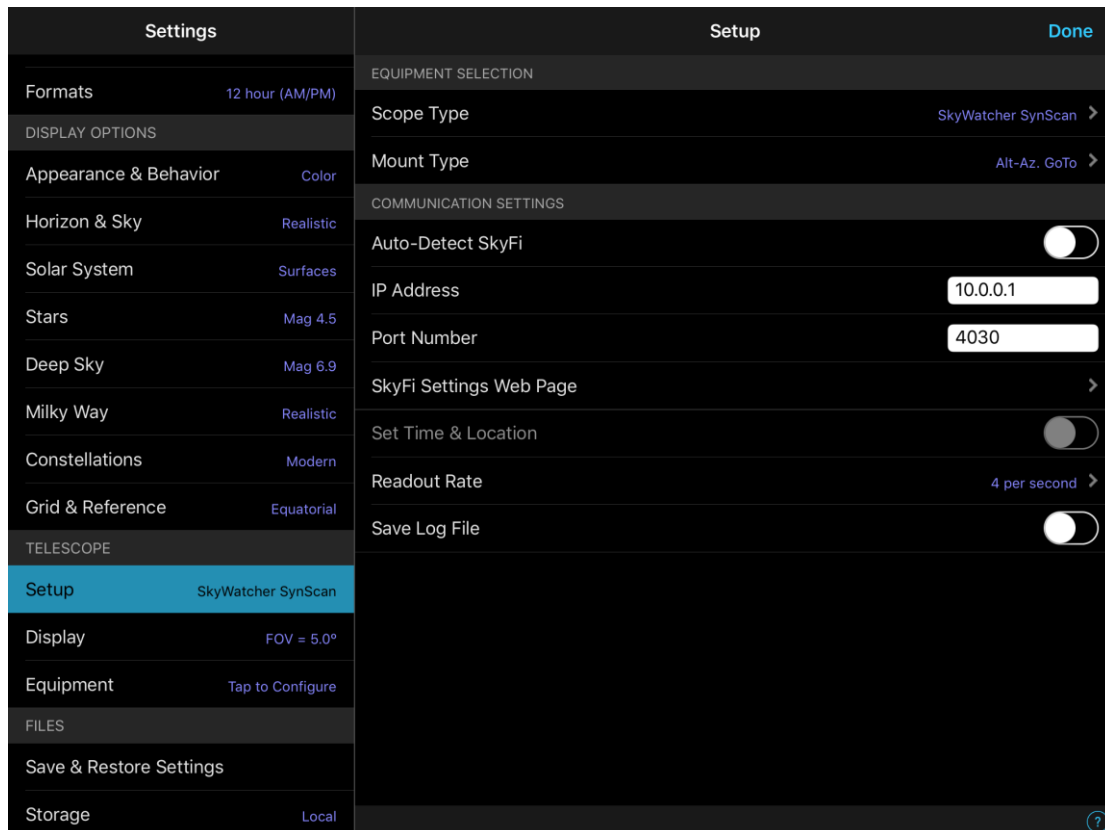 Settings
Formats 12 hour (AM/PM)
DISPLAY OPTIONS
Appearance & Behavior Color
Horizon & Sky Realistic
Solar System Surfaces
Stars Mag 4.5
Deep Sky Mag 6.9
Milky Way Realistic
Constellations Modern
Grid & Reference Equatorial
TELESCOPE
Setup SkyWatcher SynScan
Display FOV = 5.0º
Equipment Tap to Configure
FILES
Save & Restore Settings
Storage Local
Setup Done
EQUIPMENT SELECTION
Scope Type SkyWatcher SynScan >
Mount Type Alt-Az. GoTo >
COMMUNICATION SETTINGS
Auto-Detect SkyFi
IP Address 10.0.0.1
Port Number 4030
SkyFi Settings Web Page >
Set Time & Location
Readout Rate 4 per second >
Save Log File
?